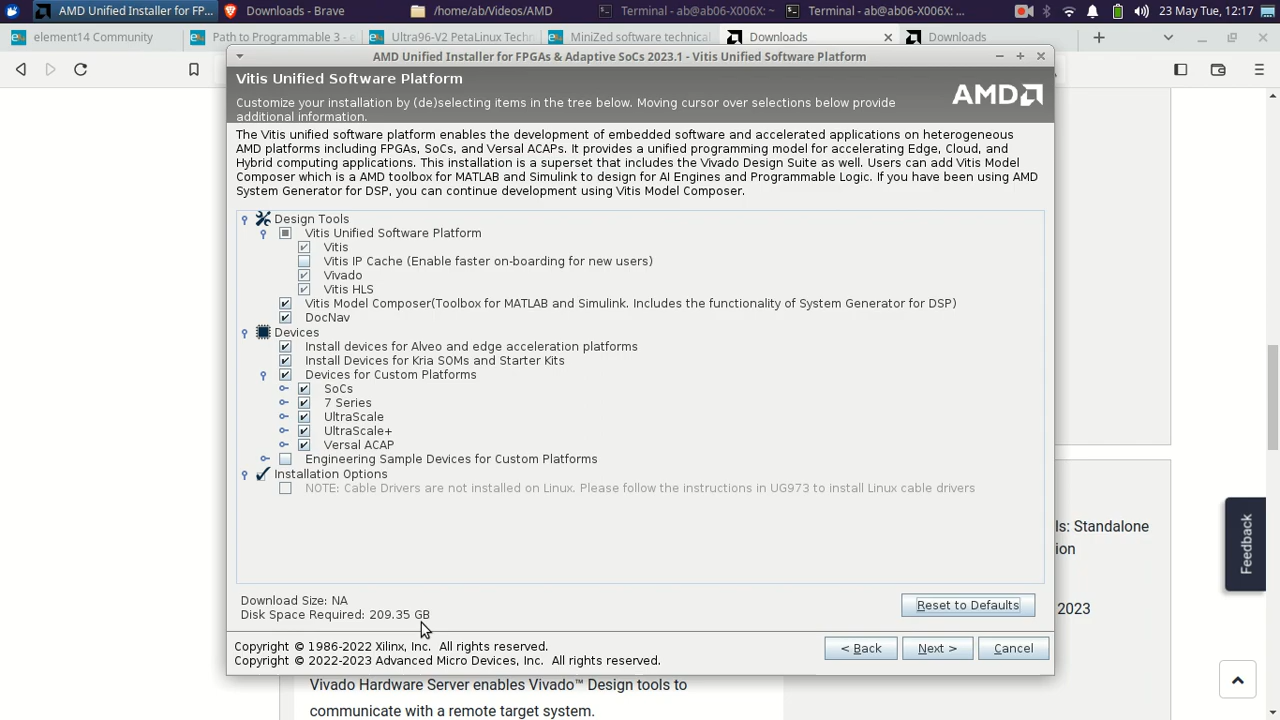 AMD Unified Installer for FP...
Downloads - Brave
/home/ab/Videos/AMD
Terminal - ab@ab06-X006X: ~
Terminal - ab@ab06-X006X: ...
23 May Tue, 12:17
element14 Community
Path to Programmable 3 - e
Ultra96-V2 PetaLinux Techn
MiniZed software technical
Downloads
Downloads
AMD Unified Installer for FPGAs & Adaptive SoCs 2023.1 - Vitis Unified Software Platform
Vitis Unified Software Platform
Customize your installation by (de)selecting items in the tree below. Moving cursor over selections below provide
additional information.
AMD
The Vitis unified software platform enables the development of embedded software and accelerated applications on heterogeneous
AMD platforms including FPGAs, SoCs, and Versal ACAPs. It provides a unified programming model for accelerating Edge, Cloud, and
Hybrid computing applications. This installation is a superset that includes the Vivado Design Suite as well. Users can add Vitis Model
Composer which is a AMD toolbox for MATLAB and Simulink to design for AI Engines and Programmable Logic. If you have been using AMD
System Generator for DSP, you can continue development using Vitis Model Composer.
Design Tools
Vitis Unified Software Platform
Vitis
Vitis IP Cache (Enable faster on-boarding for new users)
Vivado
Vitis HLS
Vitis Model Composer(Toolbox for MATLAB and Simulink. Includes the functionality of System Generator for DSP)
DocNav
Devices
Install devices for Alveo and edge acceleration platforms
Install Devices for Kria SOMs and Starter Kits
Devices for Custom Platforms
SoCs
7 Series
UltraScale
UltraScale+
Versal ACAP
Engineering Sample Devices for Custom Platforms
Installation Options
NOTE: Cable Drivers are not installed on Linux. Please follow the instructions in UG973 to install Linux cable drivers
ls: Standalone
ion
Feedback
Download Size: NA
Disk Space Required: 209.35 GB
Reset to Defaults
2023
Copyright © 1986-2022 Xilinx, Inc. All rights reserved.
Copyright © 2022-2023 Advanced Micro Devices, Inc. All rights reserved.
< Back
Next >
Cancel
Vivado Hardware Server enables Vivado™ Design tools to
communicate with a remote target system.